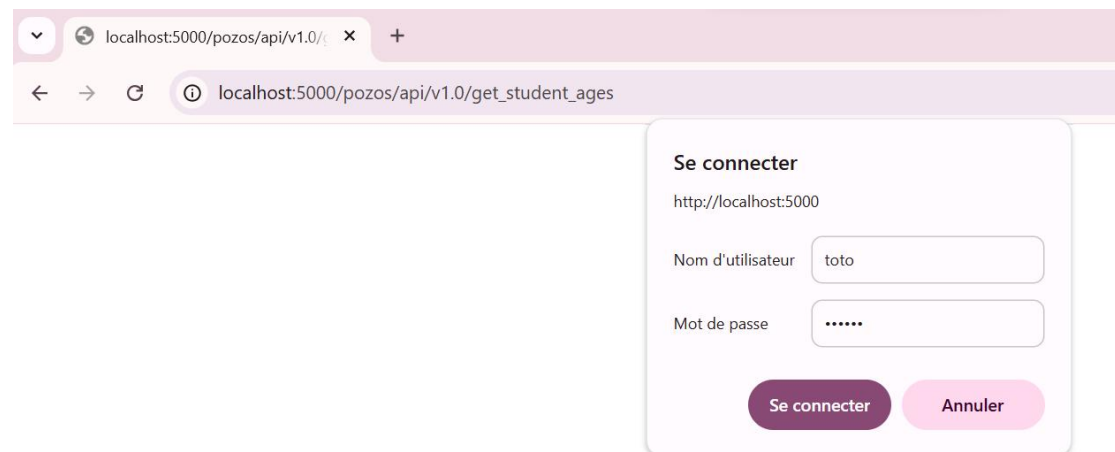 localhost:5000/pozos/api/v1.0/
localhost:5000/pozos/api/v1.0/get_student_ages
Se connecter
http://localhost:5000
Nom d'utilisateur toto
Mot de passe ••••••
Se connecter Annuler